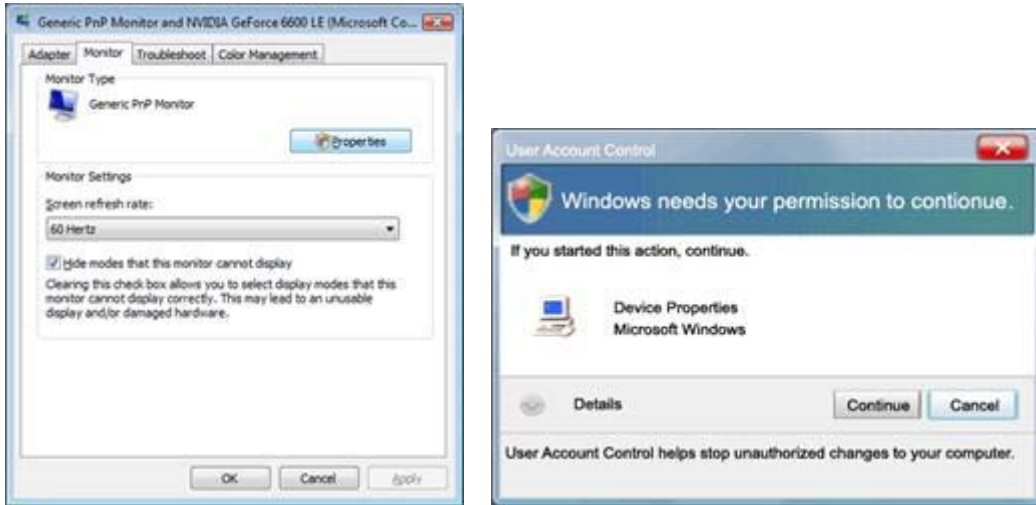 Generic PnP Monitor and NVIDIA GeForce 6600 LE (Microsoft Co...
Adapter Monitor Troubleshoot Color Management
Monitor Type
Generic PnP Monitor
Properties
Monitor Settings
Screen refresh rate:
60 Hertz
Hide modes that this monitor cannot display
Clearing this check box allows you to select display modes that this
monitor cannot display correctly. This may lead to an unusable
display and/or damaged hardware.
OK Cancel Apply
User Account Control
Windows needs your permission to contionue.
If you started this action, continue.
Device Properties
Microsoft Windows
Details Continue Cancel
User Account Control helps stop unauthorized changes to your computer.